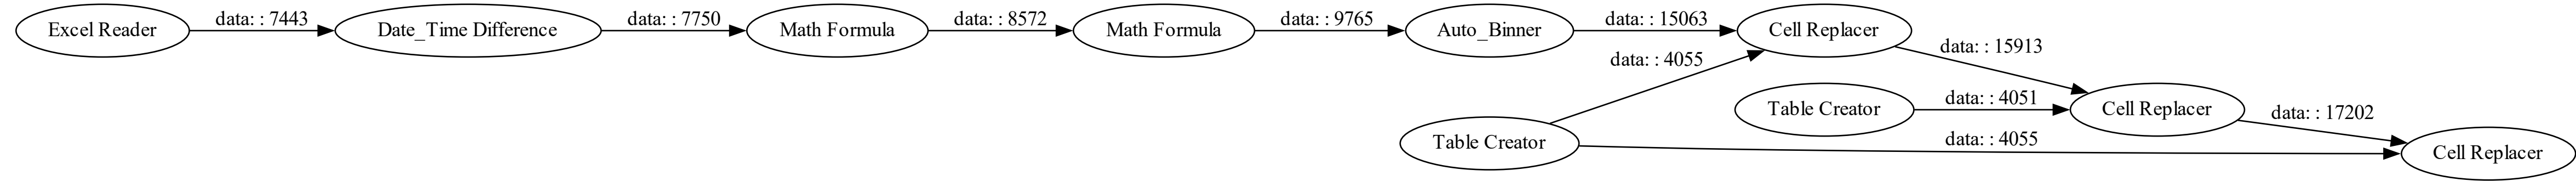 Excel Reader
data: : 7443
Date_Time Difference
data: : 7750
Math Formula
data: : 8572
Math Formula
data: : 9765
Auto_Binner
data: : 15063
Cell Replacer
data: : 15913
data: : 4055
Table Creator
data: : 4051
Cell Replacer
data: : 17202
Table Creator
data: : 4055
Cell Replacer